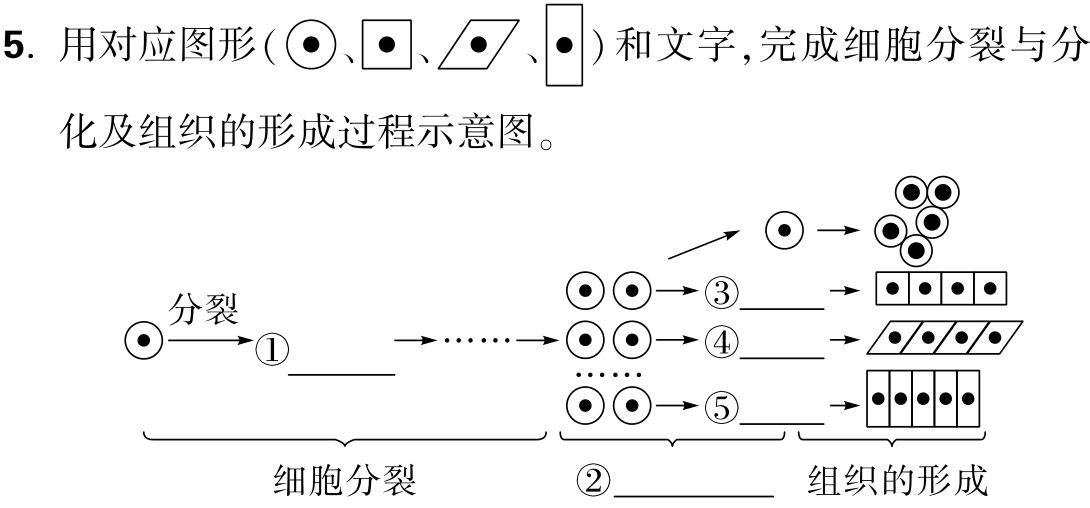 5. 用对应图形(、、、)和文字,完成细胞分裂与分
化及组织的形成过程示意图。
分裂
①______
……
③______
④______
……
⑤______
细胞分裂
②______
组织的形成